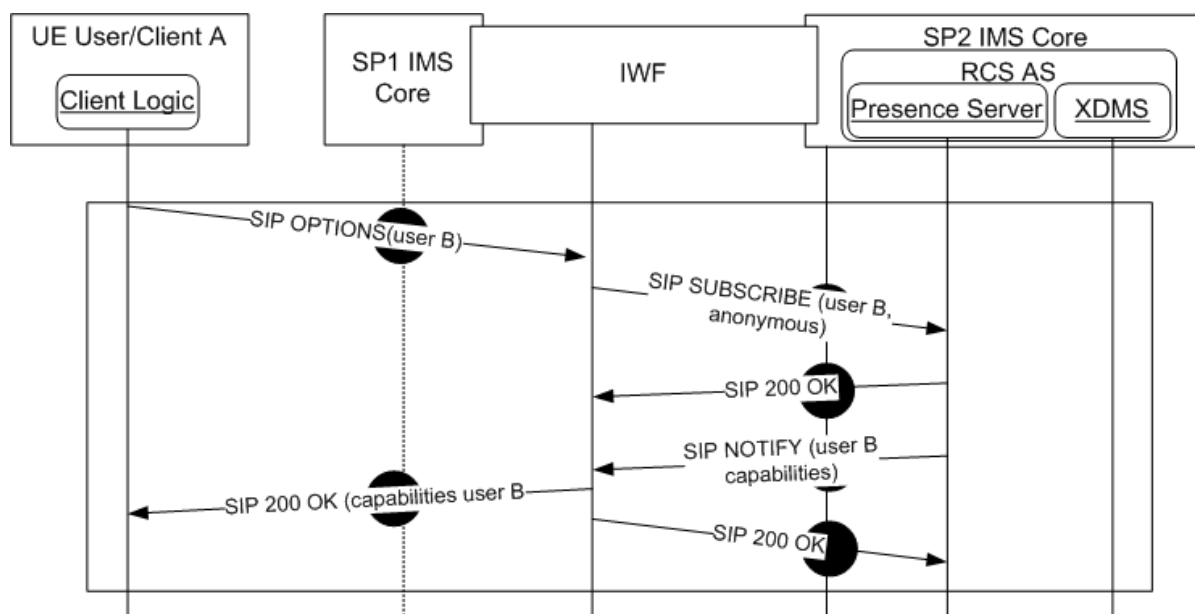 UE User/Client A
Client Logic
SP1 IMS
Core
IWF
SP2 IMS Core
RCS AS
Presence Server
XDMS
SIP OPTIONS(user B)
SIP SUBSCRIBE (user B,
anonymous)
SIP 200 OK
SIP NOTIFY (user B
capabilities)
SIP 200 OK (capabilities user B
SIP 200 OK